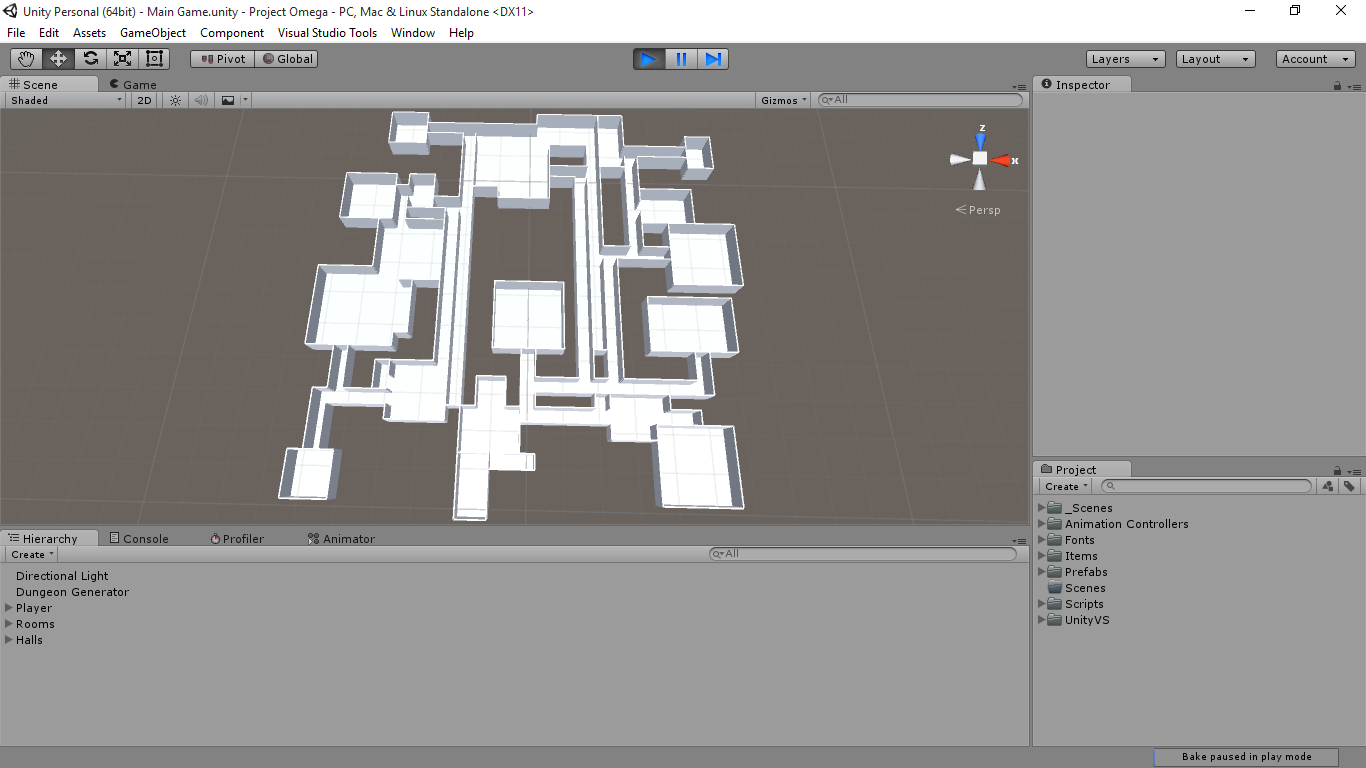 Unity Personal (64bit) - Main Game.unity - Project Omega - PC, Mac & Linux Standalone <DX11>
File Edit Assets GameObject Component Visual Studio Tools Window Help
Pivot Global Layers Layout Account
Scene Game Inspector
Shaded 2D Gizmos All
z
x
Persp
Project
Create
_Scenes
Animation Controllers
Fonts
Items
Prefabs
Scenes
Scripts
UnityVS
Hierarchy Console Profiler Animator
Create All
Directional Light
Dungeon Generator
Player
Rooms
Halls
Bake paused in play mode